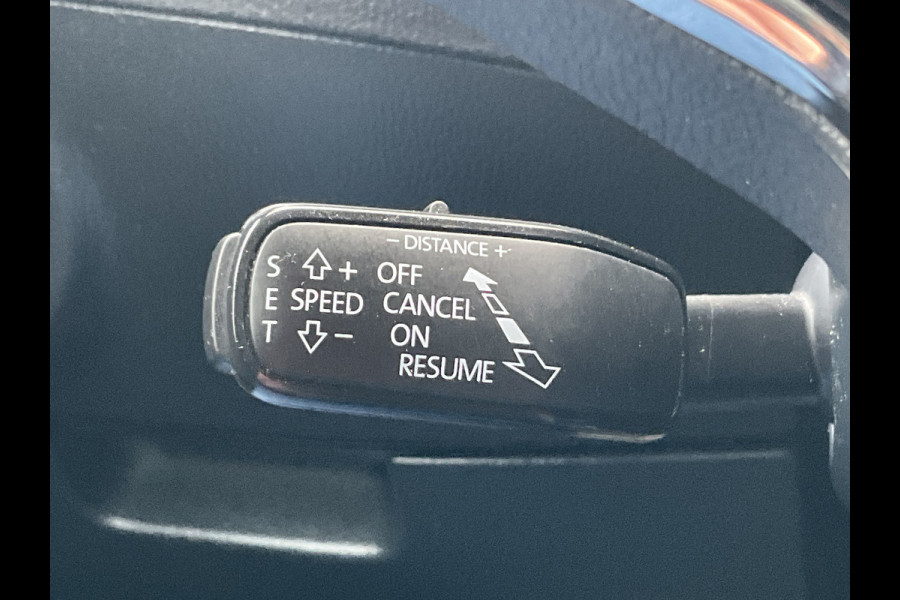 − DISTANCE +
S + OFF
E SPEED CANCEL
T − ON
RESUME